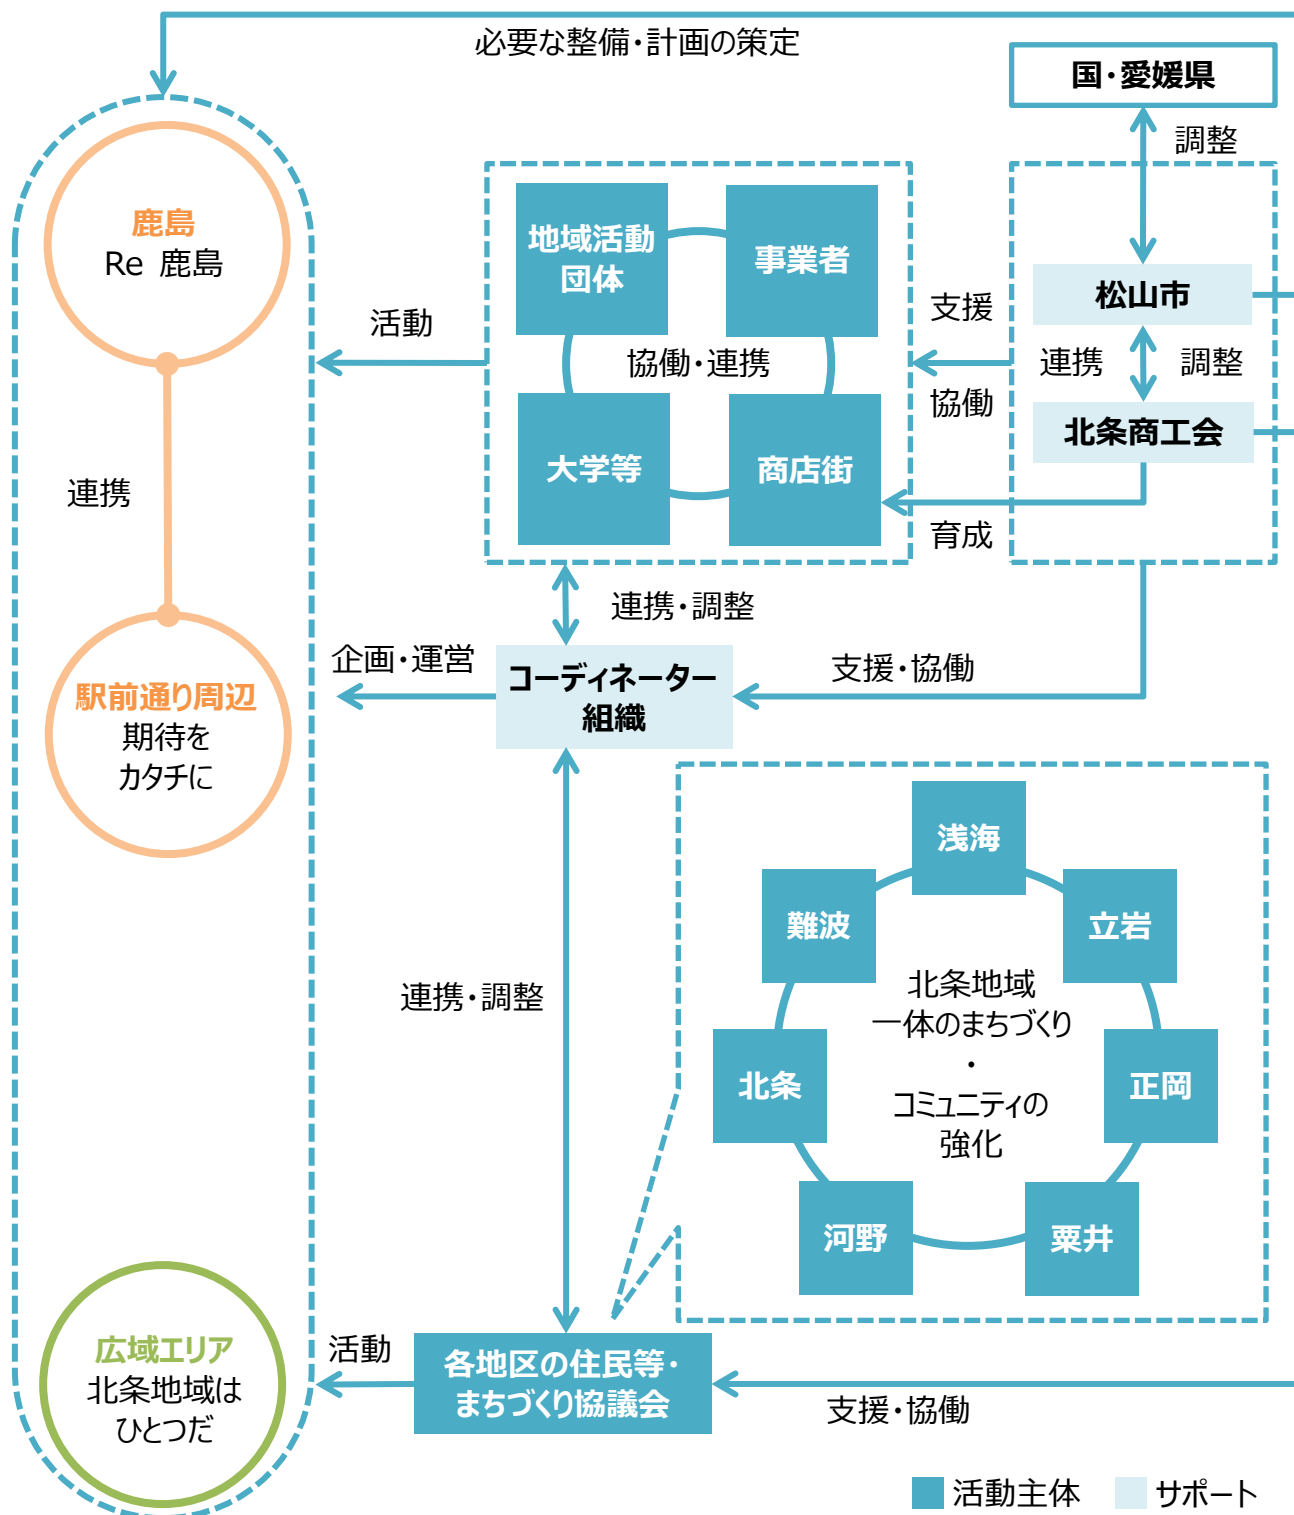 必要な整備・計画の策定
国・愛媛県
調整
鹿島
Re 鹿島
地域活動
団体
事業者
松山市
支援
活動
協働・連携
連携
調整
協働
北条商工会
大学等
商店街
連携
育成
連携・調整
企画・運営
コーディネーター
組織
支援・協働
駅前通り周辺
期待を
カタチに
浅海
難波
立岩
北条地域
一体のまちづくり
・
コミュニティの
強化
連携・調整
北条
正岡
河野
粟井
広域エリア
北条地域は
ひとつだ
活動
各地区の住民等・
まちづくり協議会
支援・協働
活動主体
サポート